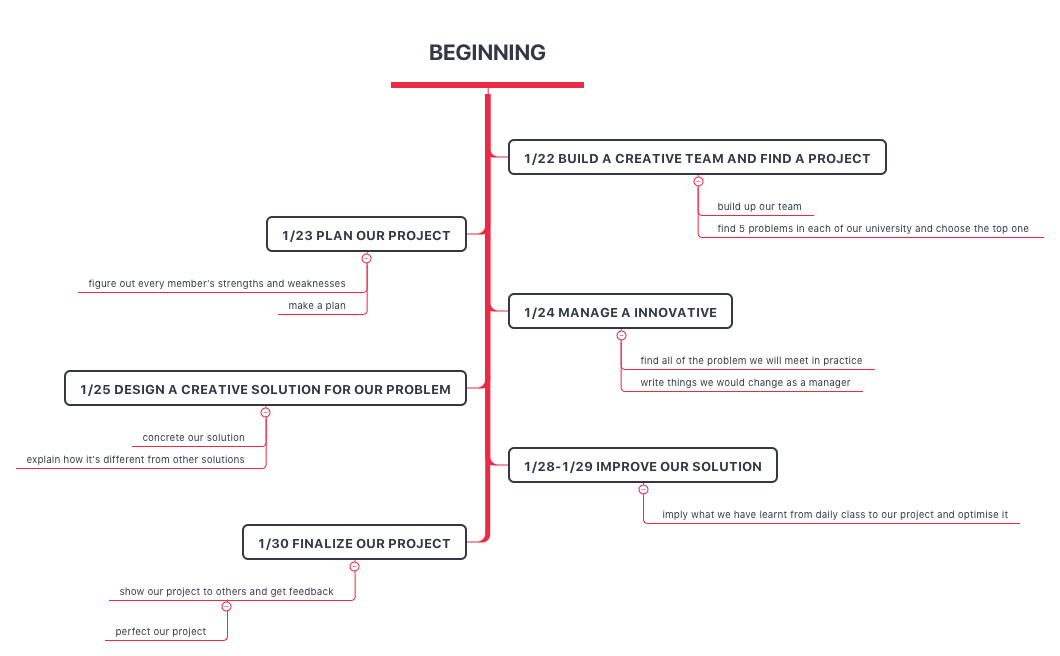 BEGINNING
1/22 BUILD A CREATIVE TEAM AND FIND A PROJECT
build up our team
find 5 problems in each of our university and choose the top one
1/23 PLAN OUR PROJECT
figure out every member's strengths and weaknesses
make a plan
1/24 MANAGE A INNOVATIVE
find all of the problem we will meet in practice
write things we would change as a manager
1/25 DESIGN A CREATIVE SOLUTION FOR OUR PROBLEM
concrete our solution
explain how it's different from other solutions
1/28-1/29 IMPROVE OUR SOLUTION
imply what we have learnt from daily class to our project and optimise it
1/30 FINALIZE OUR PROJECT
show our project to others and get feedback
perfect our project